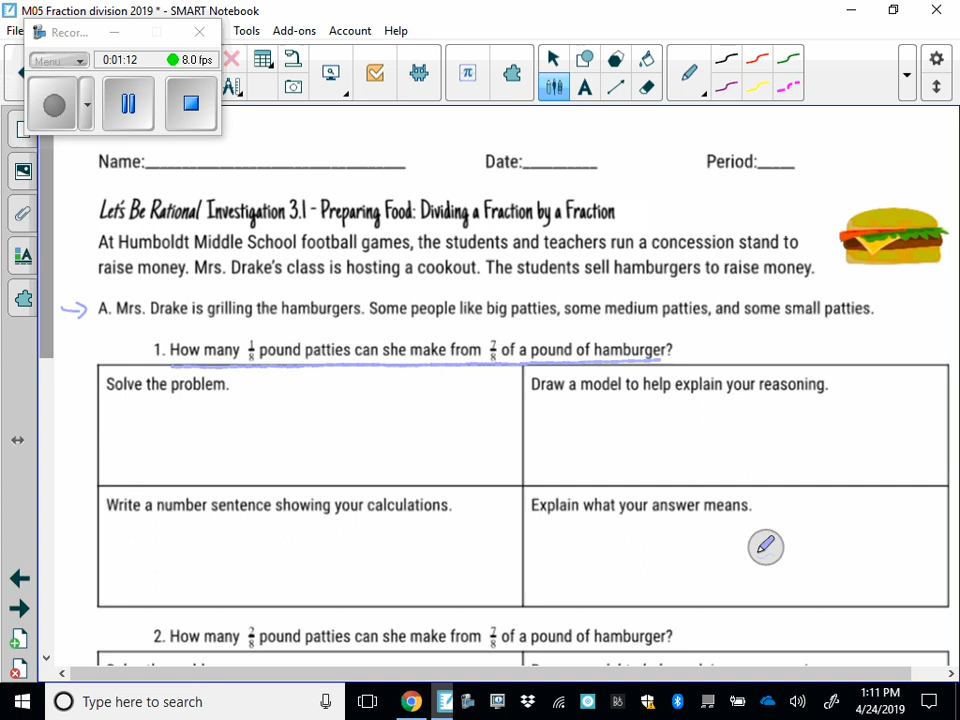 M05 Fraction division 2019 * - SMART Notebook
File Tools Add-ons Account Help
Recor...
Menu 0:01:12 8.0 fps
Name: Date: Period:
Let's Be Rational Investigation 3.1 - Preparing Food: Dividing a Fraction by a Fraction
At Humboldt Middle School football games, the students and teachers run a concession stand to
raise money. Mrs. Drake's class is hosting a cookout. The students sell hamburgers to raise money.
A. Mrs. Drake is grilling the hamburgers. Some people like big patties, some medium patties, and some small patties.
1. How many 1/8 pound patties can she make from 7/8 of a pound of hamburger?
Solve the problem. Draw a model to help explain your reasoning.
Write a number sentence showing your calculations. Explain what your answer means.
2. How many 2/8 pound patties can she make from 7/8 of a pound of hamburger?
Type here to search
1:11 PM
4/24/2019